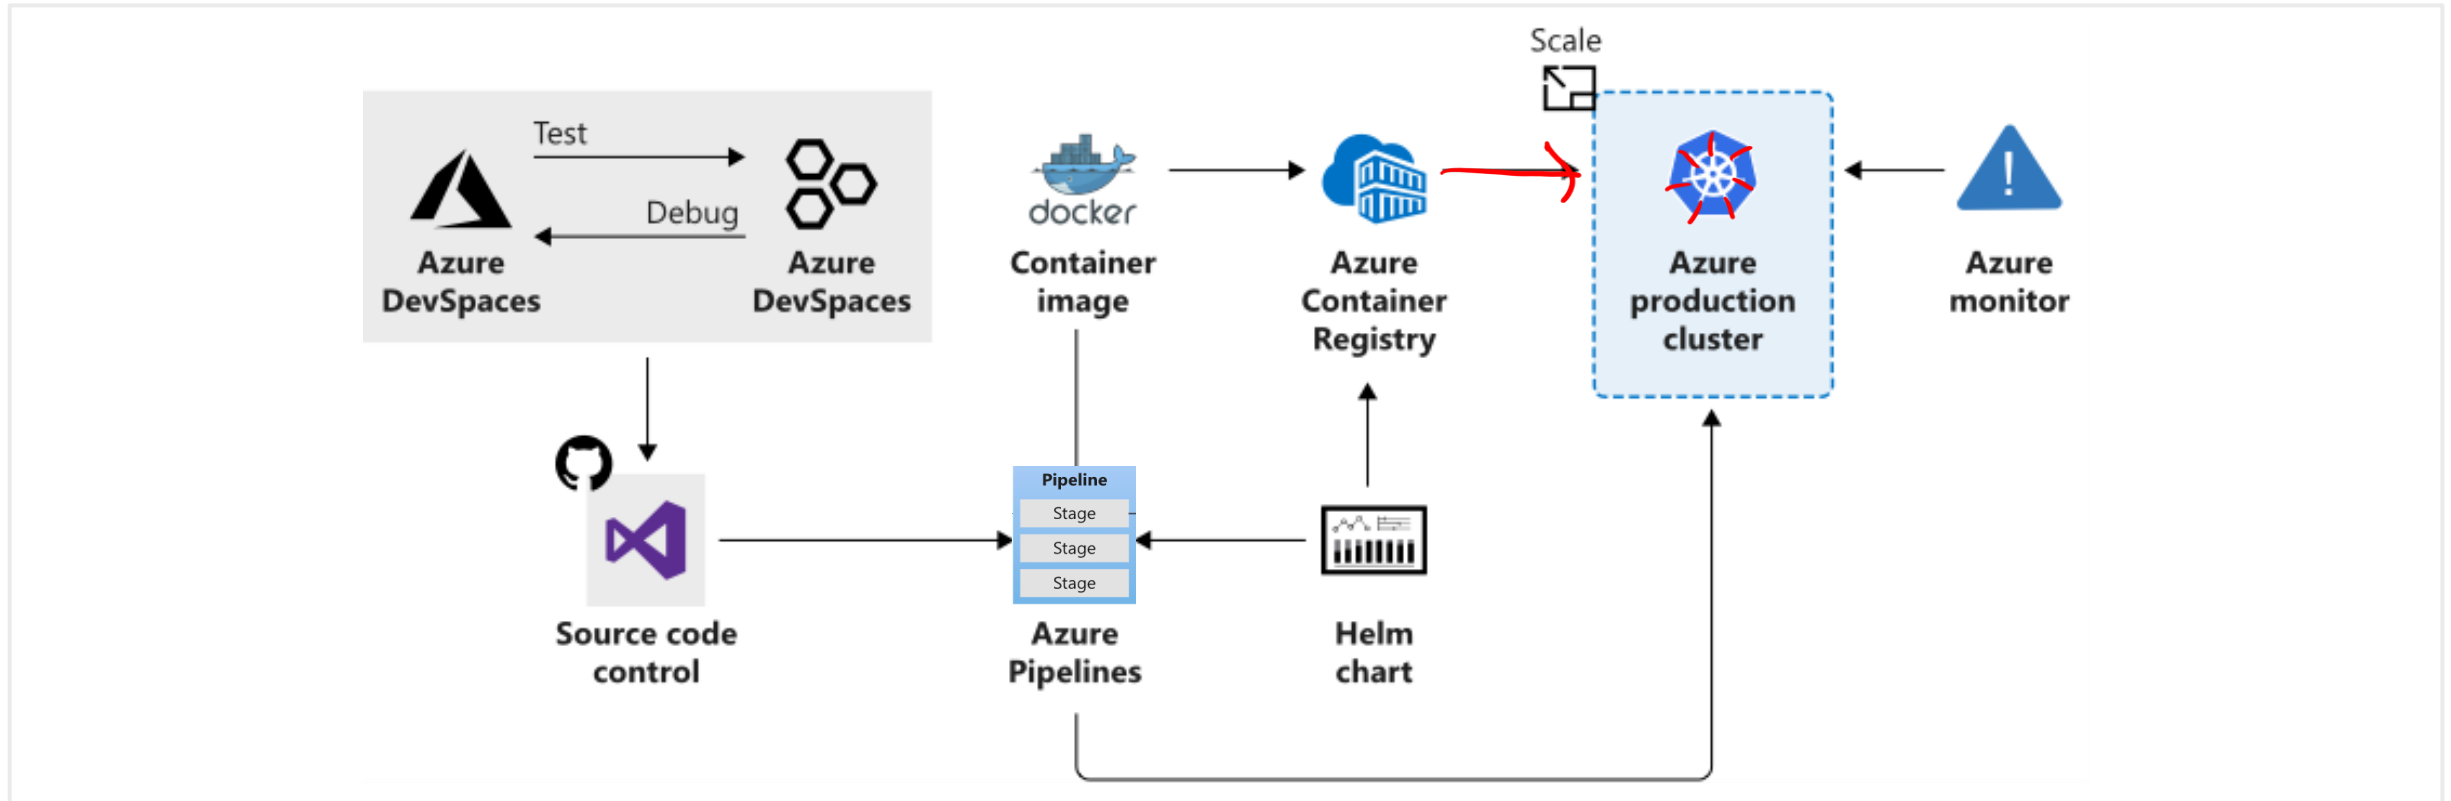 Scale
Test
Debug
Azure
DevSpaces
Azure
DevSpaces
docker
Container
image
Azure
Container
Registry
Azure
production
cluster
Azure
monitor
Source code
control
Pipeline
Stage
Stage
Stage
Azure
Pipelines
Helm
chart